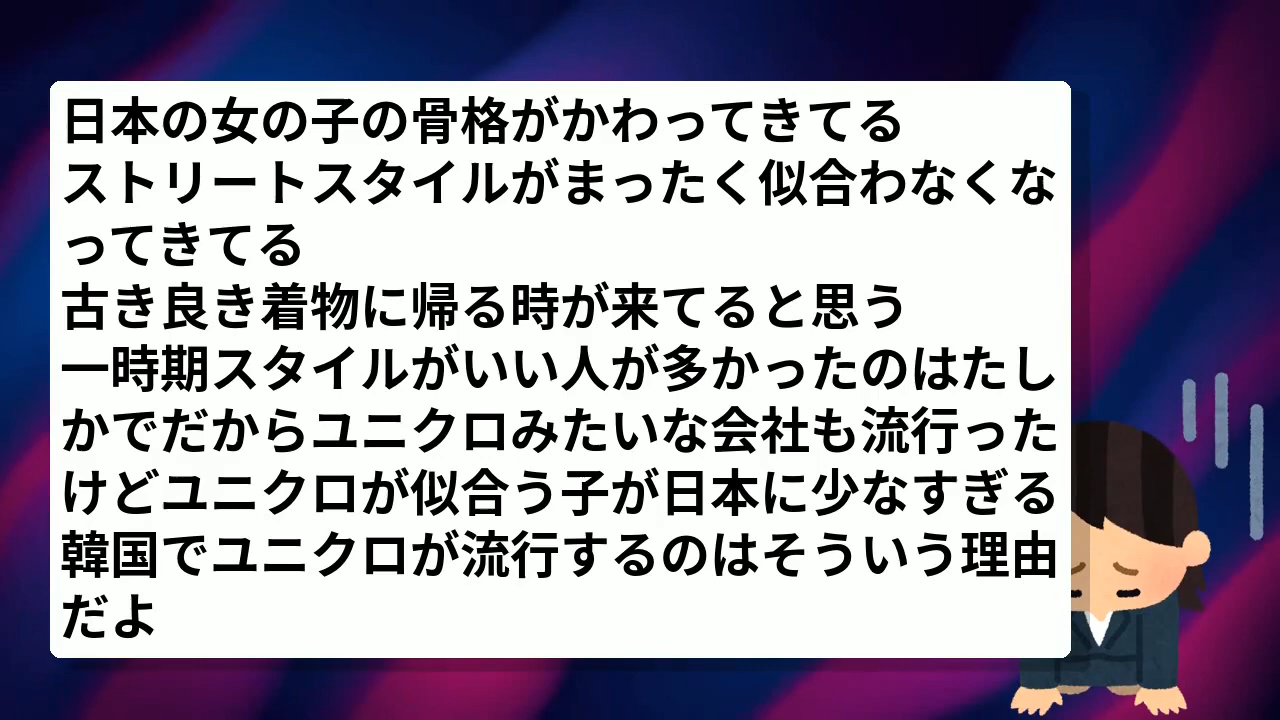 日本の女の子の骨格がかわってきてる
ストリートスタイルがまったく似合わなくな
ってきてる
古き良き着物に帰る時が来てると思う
一時期スタイルがいい人が多かったのはたし
かでだからユニクロみたいな会社も流行った
けどユニクロが似合う子が日本に少なすぎる
韓国でユニクロが流行するのはそういう理由
だよ